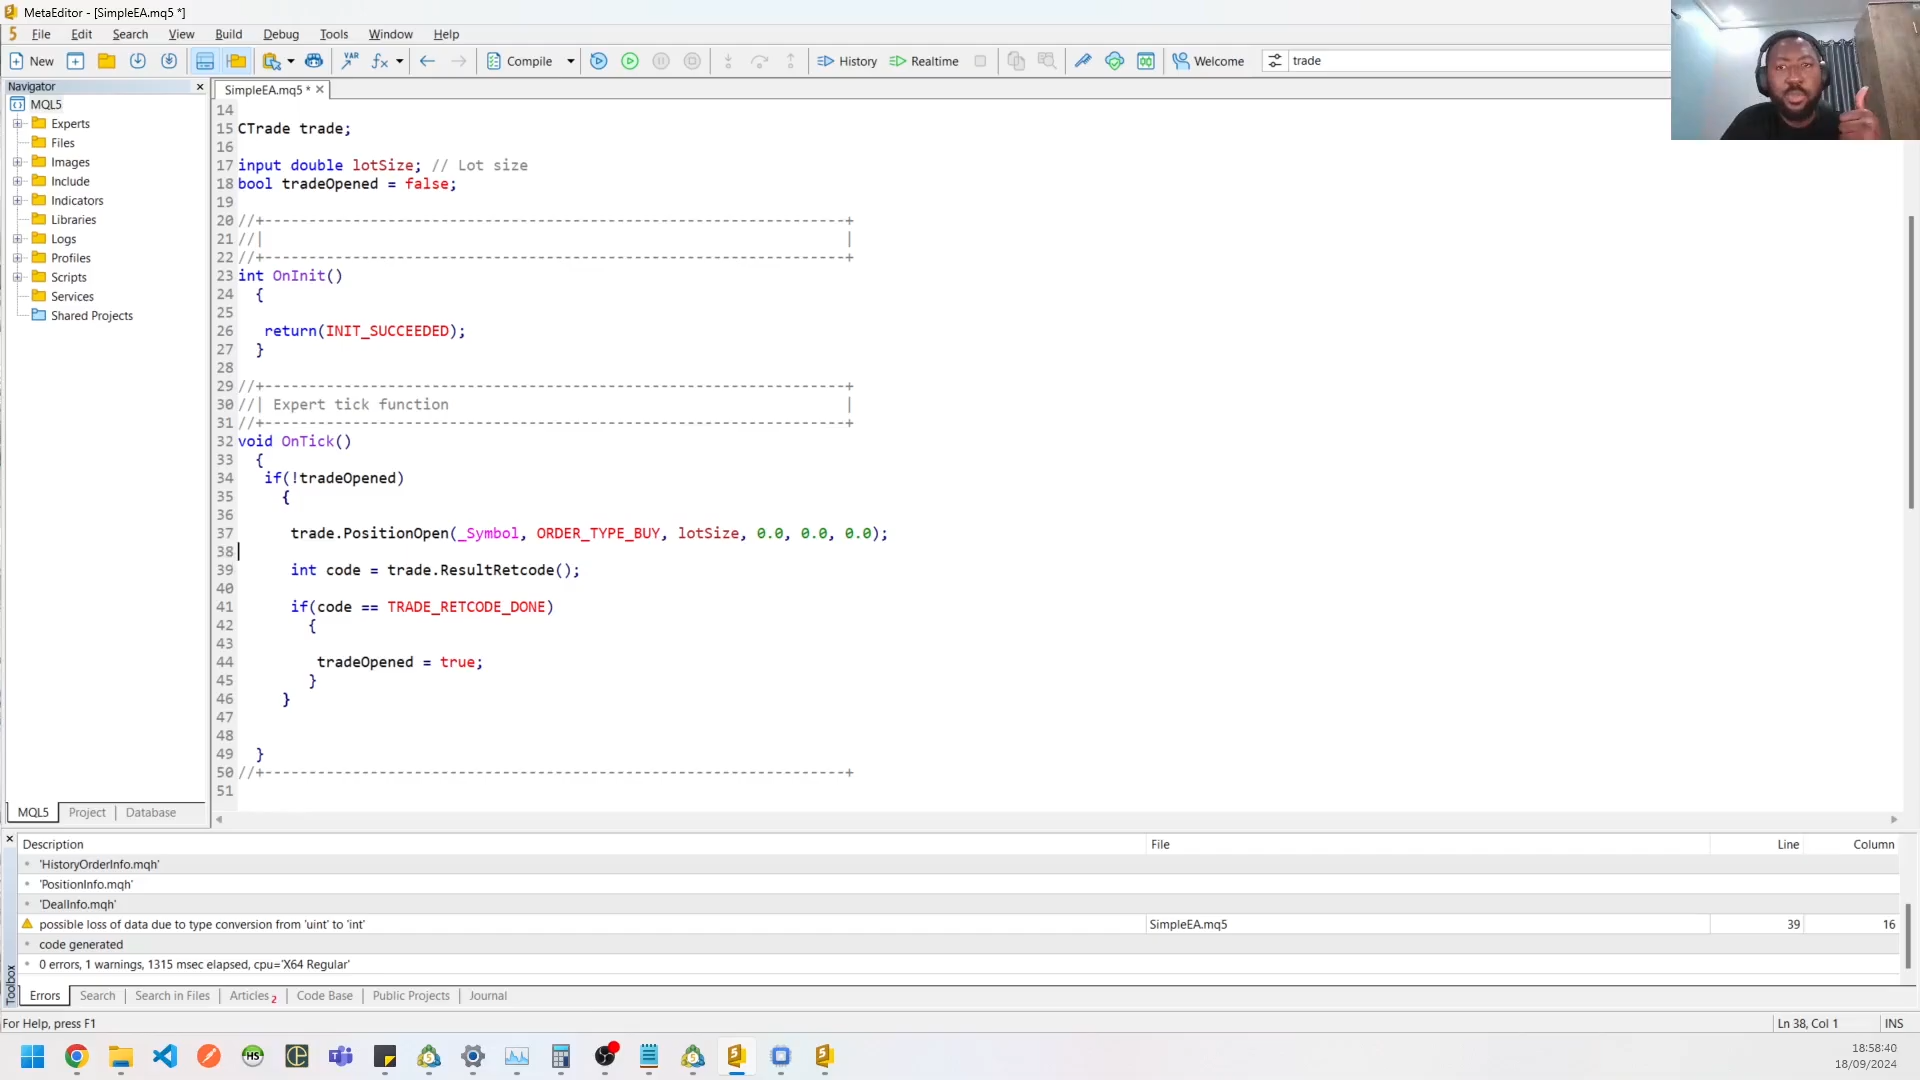 MetaEditor - [SimpleEA.mq5 *]
File Edit Search View Build Debug Tools Window Help
New Compile History Realtime Welcome trade
Navigator
MQL5
Experts
Files
Images
Include
Indicators
Libraries
Logs
Profiles
Scripts
Services
Shared Projects
MQL5 Project Database
SimpleEA.mq5 *
14
15 CTrade trade;
16
17 input double lotSize; // Lot size
18 bool tradeOpened = false;
19
20 //+------------------------------------------------------------------+
21 //|                                                                  |
22 //+------------------------------------------------------------------+
23 int OnInit()
24 {
25
26 return(INIT_SUCCEEDED);
27 }
28
29 //+------------------------------------------------------------------+
30 //| Expert tick function                                             |
31 //+------------------------------------------------------------------+
32 void OnTick()
33 {
34 if(!tradeOpened)
35 {
36
37 trade.PositionOpen(_Symbol, ORDER_TYPE_BUY, lotSize, 0.0, 0.0, 0.0);
38
39 int code = trade.ResultRetcode();
40
41 if(code == TRADE_RETCODE_DONE)
42 {
43
44 tradeOpened = true;
45 }
46 }
47
48
49 }
50 //+------------------------------------------------------------------+
51
Description File Line Column
'HistoryOrderInfo.mqh'
'PositionInfo.mqh'
'DealInfo.mqh'
possible loss of data due to type conversion from 'uint' to 'int' SimpleEA.mq5 39 16
code generated
0 errors, 1 warnings, 1315 msec elapsed, cpu='X64 Regular'
Toolbox
Errors Search Search in Files Articles 2 Code Base Public Projects Journal
For Help, press F1 Ln 38, Col 1 INS
18:58:40
18/09/2024